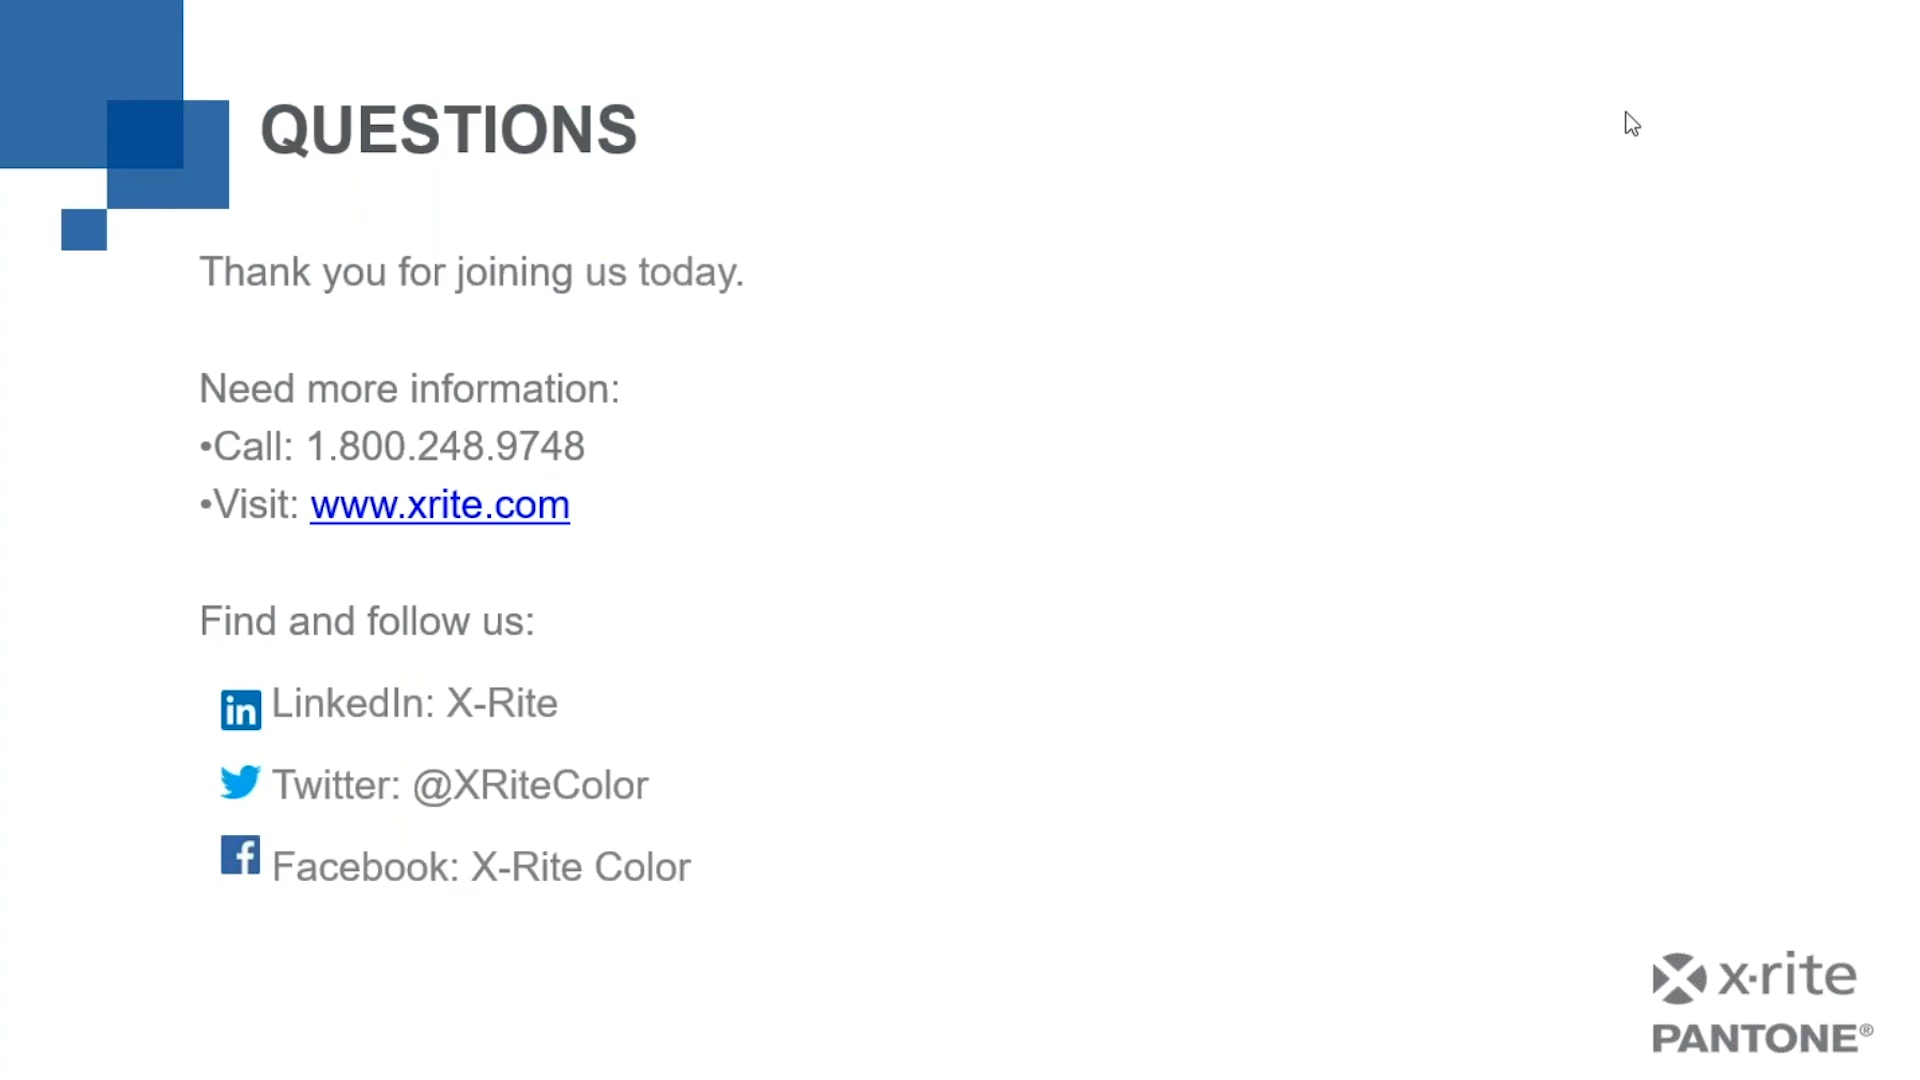 QUESTIONS
Thank you for joining us today.
Need more information:
•Call: 1.800.248.9748
•Visit: www.xrite.com
Find and follow us:
in LinkedIn: X-Rite
Twitter: @XRiteColor
f Facebook: X-Rite Color
x·rite
PANTONE®